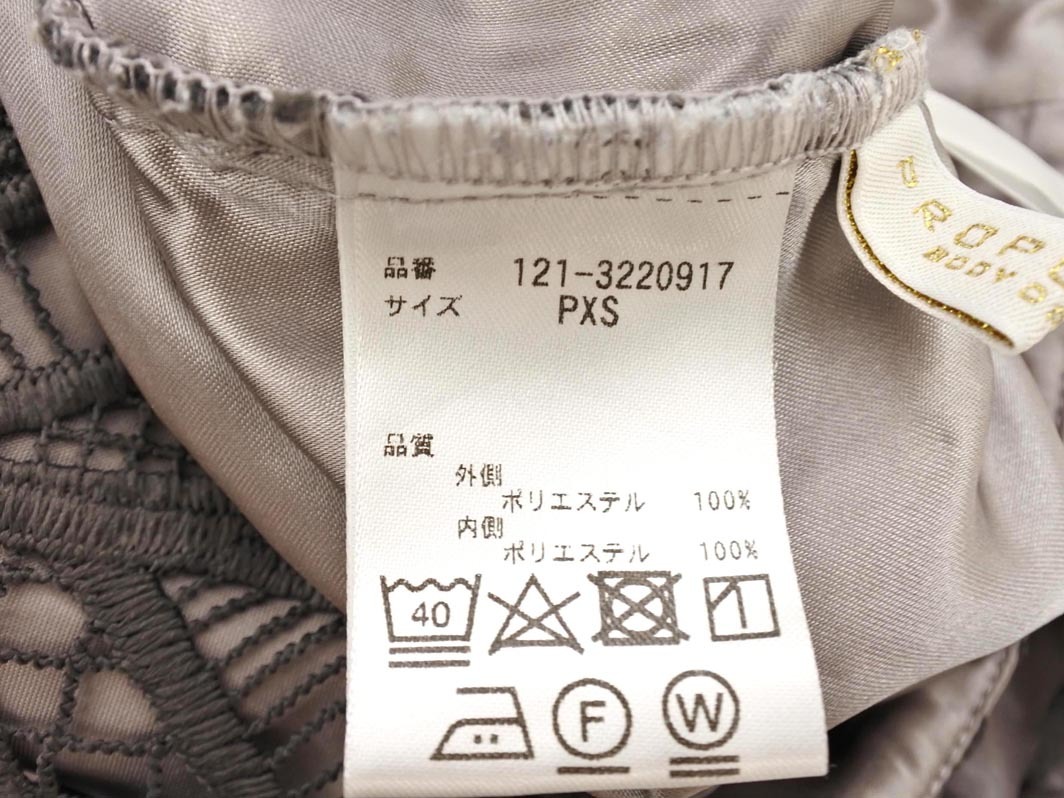 品番 121-3220917
サイズ PXS
品質
外側
ポリエステル 100%
内側
ポリエステル 100%
40
F
W
BODY